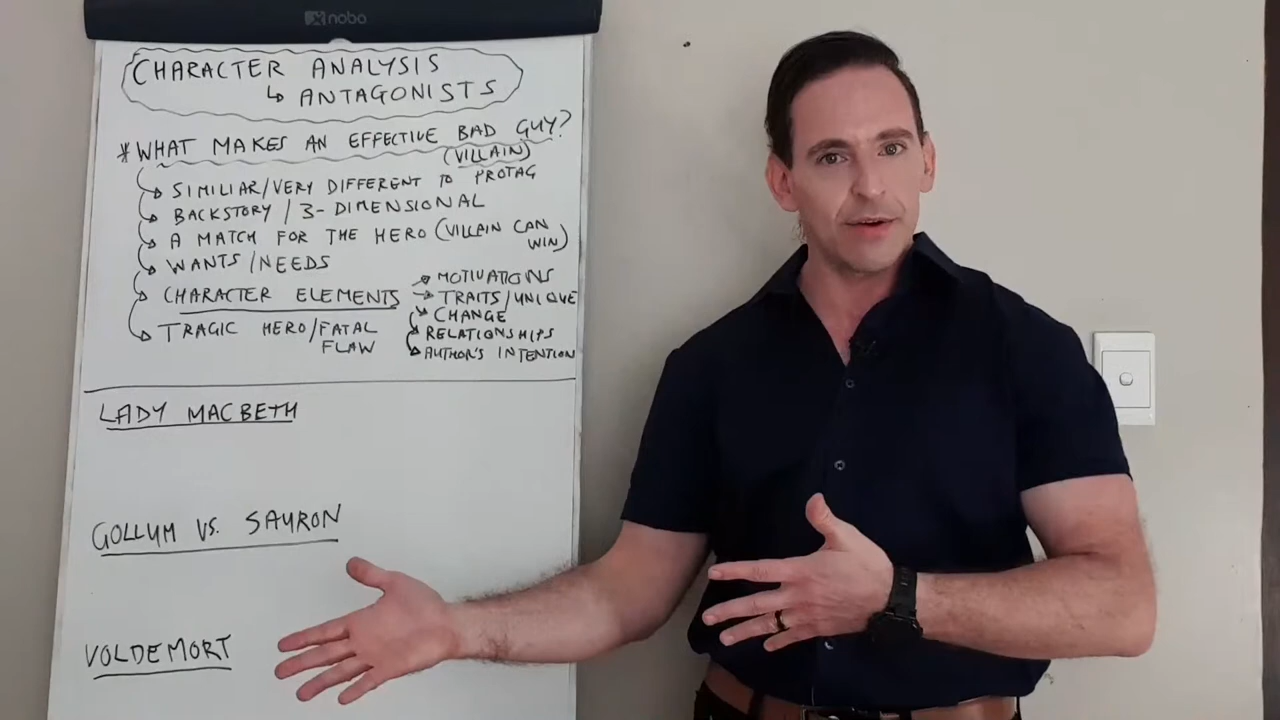 nobo
CHARACTER ANALYSIS
↳ ANTAGONISTS
*WHAT MAKES AN EFFECTIVE BAD GUY?
(VILLAIN)
SIMILIAR/VERY DIFFERENT TO PROTAG
BACKSTORY / 3-DIMENSIONAL
A MATCH FOR THE HERO (VILLAIN CAN
WIN)
WANTS/NEEDS
CHARACTER ELEMENTS
MOTIVATIONS
TRAITS/UNIQUE
CHANGE
RELATIONSHIPS
AUTHOR'S INTENTION
TRAGIC HERO/FATAL
FLAW
LADY MACBETH
GOLLUM VS. SAURON
VOLDEMORT